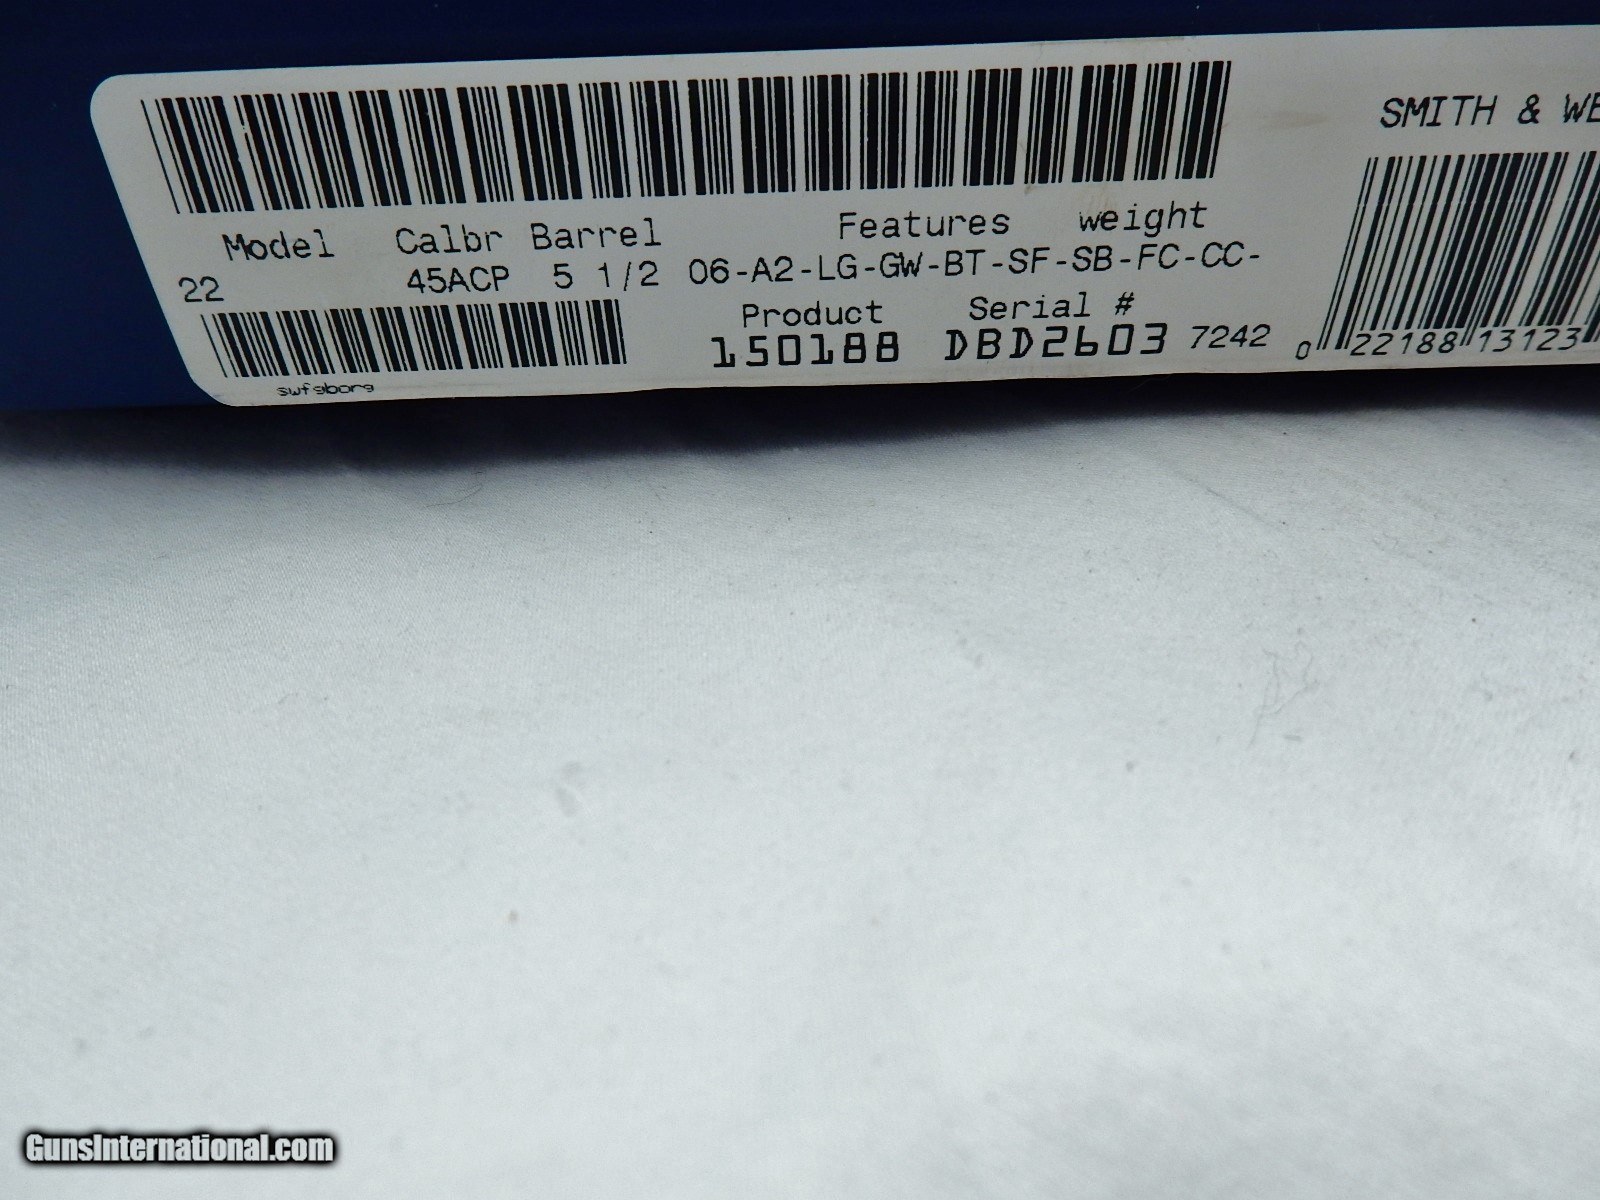 SMITH & WE
Model Calbr Barrel Features weight
22 45ACP 5 1/2 06-A2-LG-GW-BT-SF-SB-FC-CC-
Product Serial #
150188 DBD2603 7242
0 22188 13123
swfgborg
GunsInternational.com